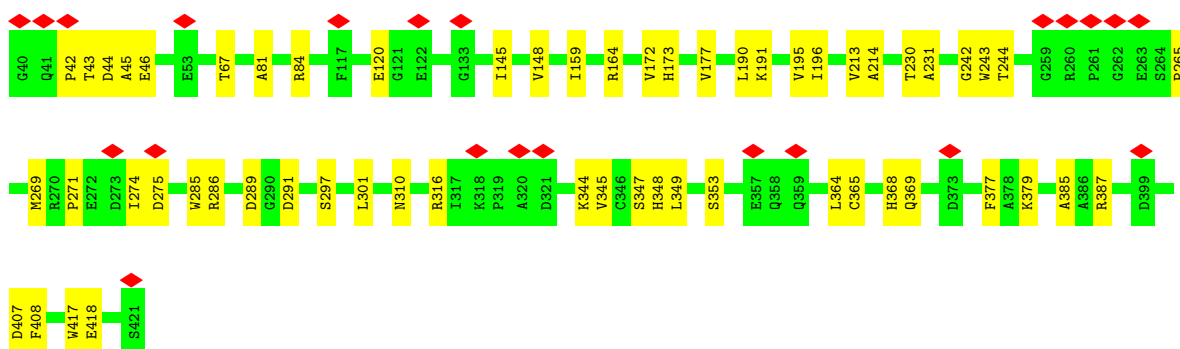 G40 Q41 P42 T43 D44 A45 E46 E53 T67 A81 R84 F117 E120 G121 E122 G133 I145 V148 I159 R164 V172 H173 V177 L190 K191 V195 I196 V213 A214 T230 A231 G242 W243 T244 G259 R260 P261 G262 E263 S264 R265
M269 R270 P271 E272 D273 I274 D275 W285 R286 D289 G290 D291 S297 L301 N310 R316 I317 K318 P319 A320 D321 K344 V345 C346 S347 H348 L349 S353 E357 Q358 Q359 L364 C365 H368 Q369 D373 F377 A378 K379 A385 A386 R387 D399
D407 F408 W417 E418 S421